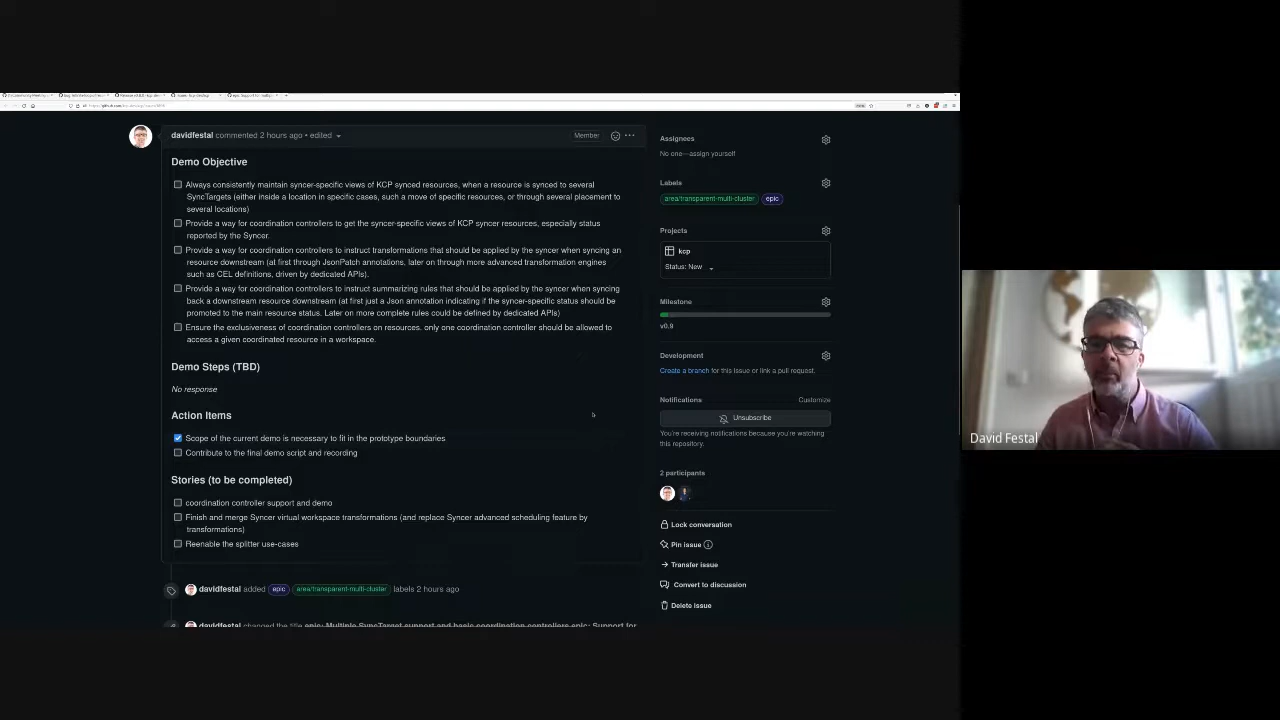 davidfestal commented 2 hours ago • edited
Member
Demo Objective
Always consistently maintain syncer-specific views of KCP synced resources, when a resource is synced to several
SyncTargets (either inside a location in specific cases, such a move of specific resources, or through several placement to
several locations)
Provide a way for coordination controllers to get the syncer-specific views of KCP syncer resources, especially status
reported by the Syncer.
Provide a way for coordination controllers to instruct transformations that should be applied by the syncer when syncing an
resource downstream (at first through JsonPatch annotations, later on through more advanced transformation engines
such as CEL definitions, driven by dedicated APIs).
Provide a way for coordination controllers to instruct summarizing rules that should be applied by the syncer when syncing
back a downstream resource downstream (at first just a Json annotation indicating if the syncer-specific status should be
promoted to the main resource status. Later on more complete rules could be defined by dedicated APIs)
Ensure the exclusiveness of coordination controllers on resources. only one coordination controller should be allowed to
access a given coordinated resource in a workspace.
Demo Steps (TBD)
No response
Action Items
Scope of the current demo is necessary to fit in the prototype boundaries
Contribute to the final demo script and recording
Stories (to be completed)
coordination controller support and demo
Finish and merge Syncer virtual workspace transformations (and replace Syncer advanced scheduling feature by
transformations)
Reenable the splitter use-cases
davidfestal added epic area/transparent-multi-cluster labels 2 hours ago
davidfestal changed the title epic: Multiple SyncTarget support and basic coordination controllers epic: Support for
Assignees
No one—assign yourself
Labels
area/transparent-multi-cluster epic
Projects
kcp
Status: New
Milestone
v0.9
Development
Create a branch for this issue or link a pull request.
Notifications
Customize
Unsubscribe
You're receiving notifications because you're watching
this repository.
2 participants
Lock conversation
Pin issue
Transfer issue
Convert to discussion
Delete issue
David Festal